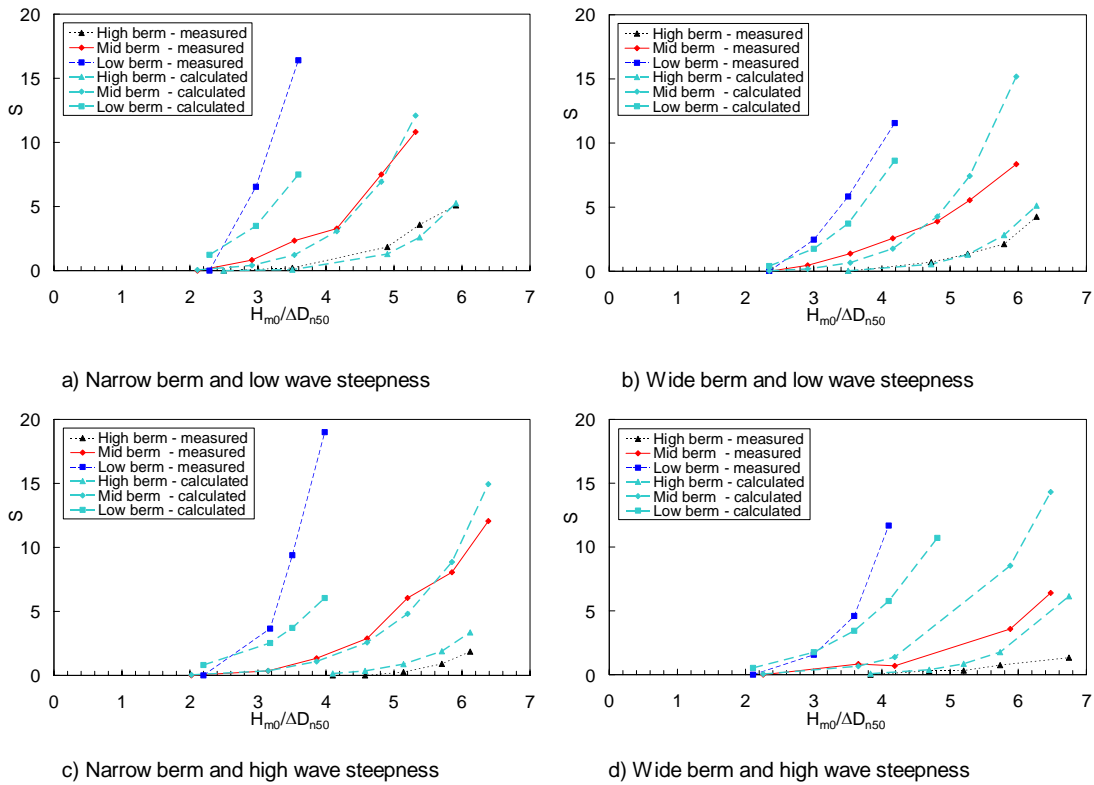 20
15
10
5
0
S
High berm - measured
Mid berm - measured
Low berm - measured
High berm - calculated
Mid berm - calculated
Low berm - calculated
0 1 2 3 4 5 6 7
Hm0/ΔDn50
a) Narrow berm and low wave steepness
20
15
10
5
0
S
High berm - measured
Mid berm - measured
Low berm - measured
High berm - calculated
Mid berm - calculated
Low berm - calculated
0 1 2 3 4 5 6 7
Hm0/ΔDn50
b) Wide berm and low wave steepness
20
15
10
5
0
S
High berm - measured
Mid berm - measured
Low berm - measured
High berm - calculated
Mid berm - calculated
Low berm - calculated
0 1 2 3 4 5 6 7
Hm0/ΔDn50
c) Narrow berm and high wave steepness
20
15
10
5
0
S
High berm - measured
Mid berm - measured
Low berm - measured
High berm - calculated
Mid berm - calculated
Low berm - calculated
0 1 2 3 4 5 6 7
Hm0/ΔDn50
d) Wide berm and high wave steepness